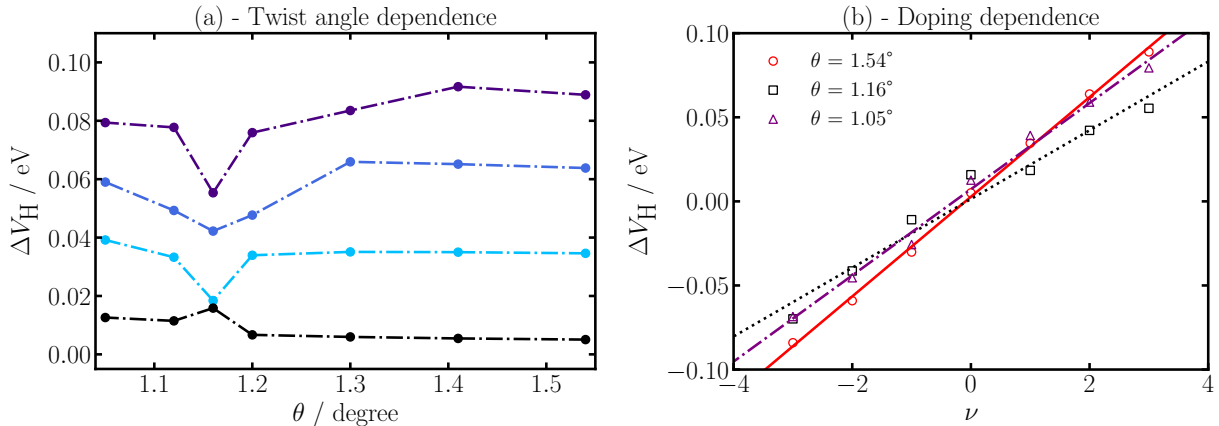 (a) - Twist angle dependence
ΔV_H / eV
0.10
0.08
0.06
0.04
0.02
0.00
1.1 1.2 1.3 1.4 1.5
θ / degree
(b) - Doping dependence
ΔV_H / eV
0.10
0.05
0.00
−0.05
−0.10
θ = 1.54°
θ = 1.16°
θ = 1.05°
−4 −2 0 2 4
ν